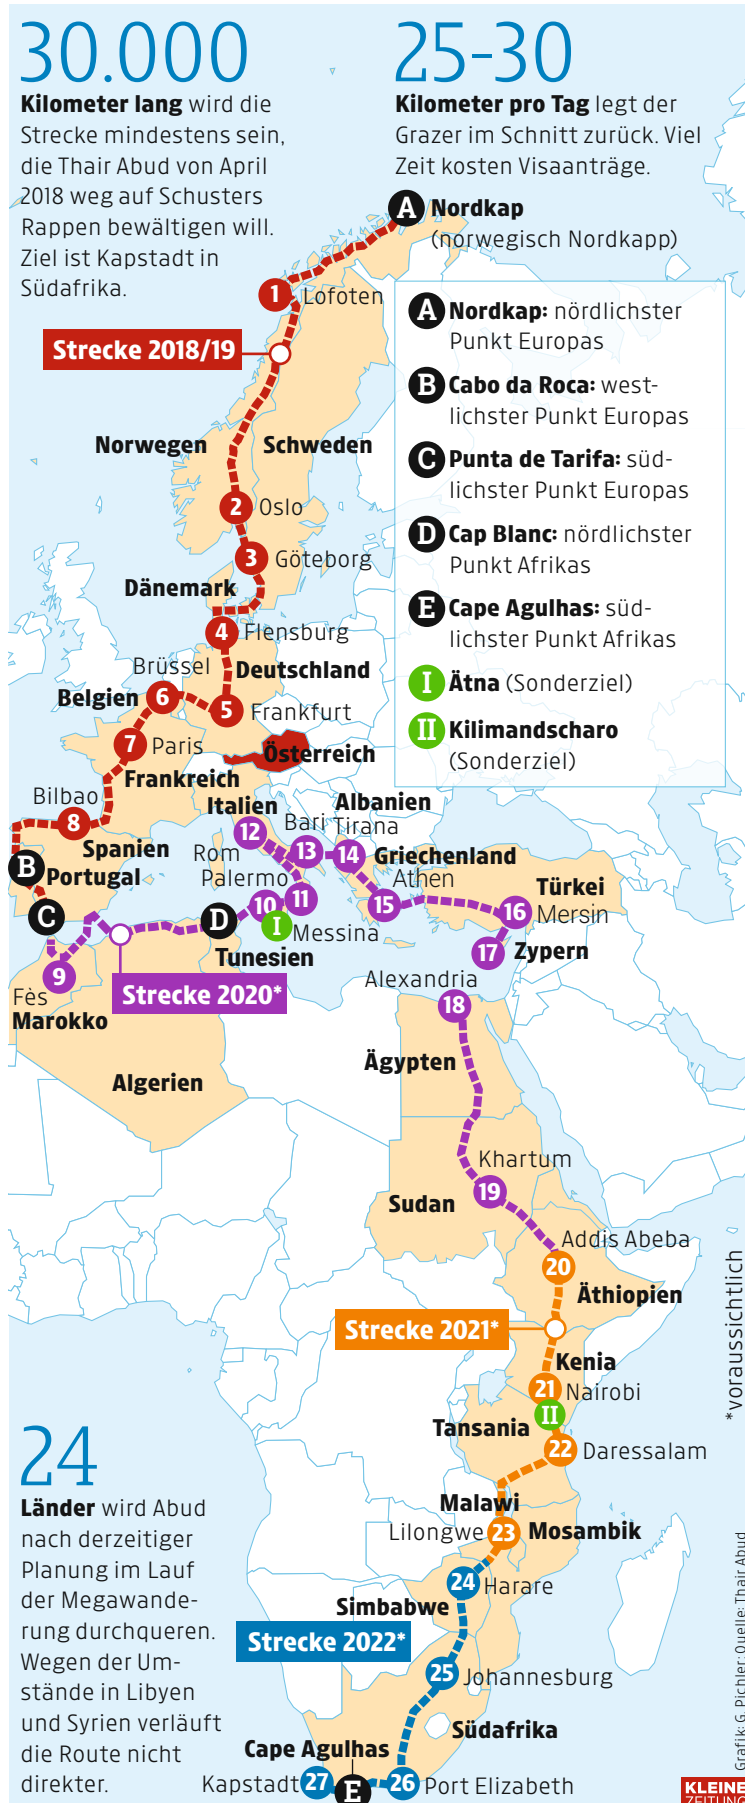 30.000
Kilometer lang wird die
Strecke mindestens sein,
die Thair Abud von April
2018 weg auf Schusters
Rappen bewältigen will.
Ziel ist Kapstadt in
Südafrika.
25-30
Kilometer pro Tag legt der
Grazer im Schnitt zurück. Viel
Zeit kosten Visaanträge.
A Nordkap
(norwegisch Nordkapp)
1 Lofoten
Strecke 2018/19
A Nordkap: nördlichster
Punkt Europas
B Cabo da Roca: west-
lichster Punkt Europas
C Punta de Tarifa: süd-
lichster Punkt Europas
D Cap Blanc: nördlichster
Punkt Afrikas
E Cape Agulhas: süd-
lichster Punkt Afrikas
I Ätna (Sonderziel)
II Kilimandscharo
(Sonderziel)
Norwegen
Schweden
2 Oslo
3 Göteborg
Dänemark
4 Flensburg
Brüssel
Deutschland
Belgien
6
5 Frankfurt
7 Paris
Österreich
Frankreich
Bilbao
8
Italien
Albanien
12
Bari
Tirana
Spanien
Rom
13
14
Griechenland
B
Portugal
Palermo
Athen
Türkei
C
D
10
11
15
16
Mersin
I
Messina
Tunesien
17
Zypern
9
Fès
Strecke 2020*
Alexandria
18
Marokko
Algerien
Ägypten
Khartum
19
Sudan
Addis Abeba
20
Äthiopien
Strecke 2021*
Kenia
21 Nairobi
II
Tansania
22 Daressalam
*voraussichtlich
24
Länder wird Abud
nach derzeitiger
Planung im Lauf
der Megawande-
rung durchqueren.
Wegen der Um-
stände in Libyen
und Syrien verläuft
die Route nicht
direkter.
Malawi
Lilongwe 23 Mosambik
24 Harare
Simbabwe
Strecke 2022*
25 Johannesburg
Südafrika
Cape Agulhas
Kapstadt 27
E
26 Port Elizabeth
Grafik: G. Pichler; Quelle: Thair Abud
KLEINE
ZEITUNG